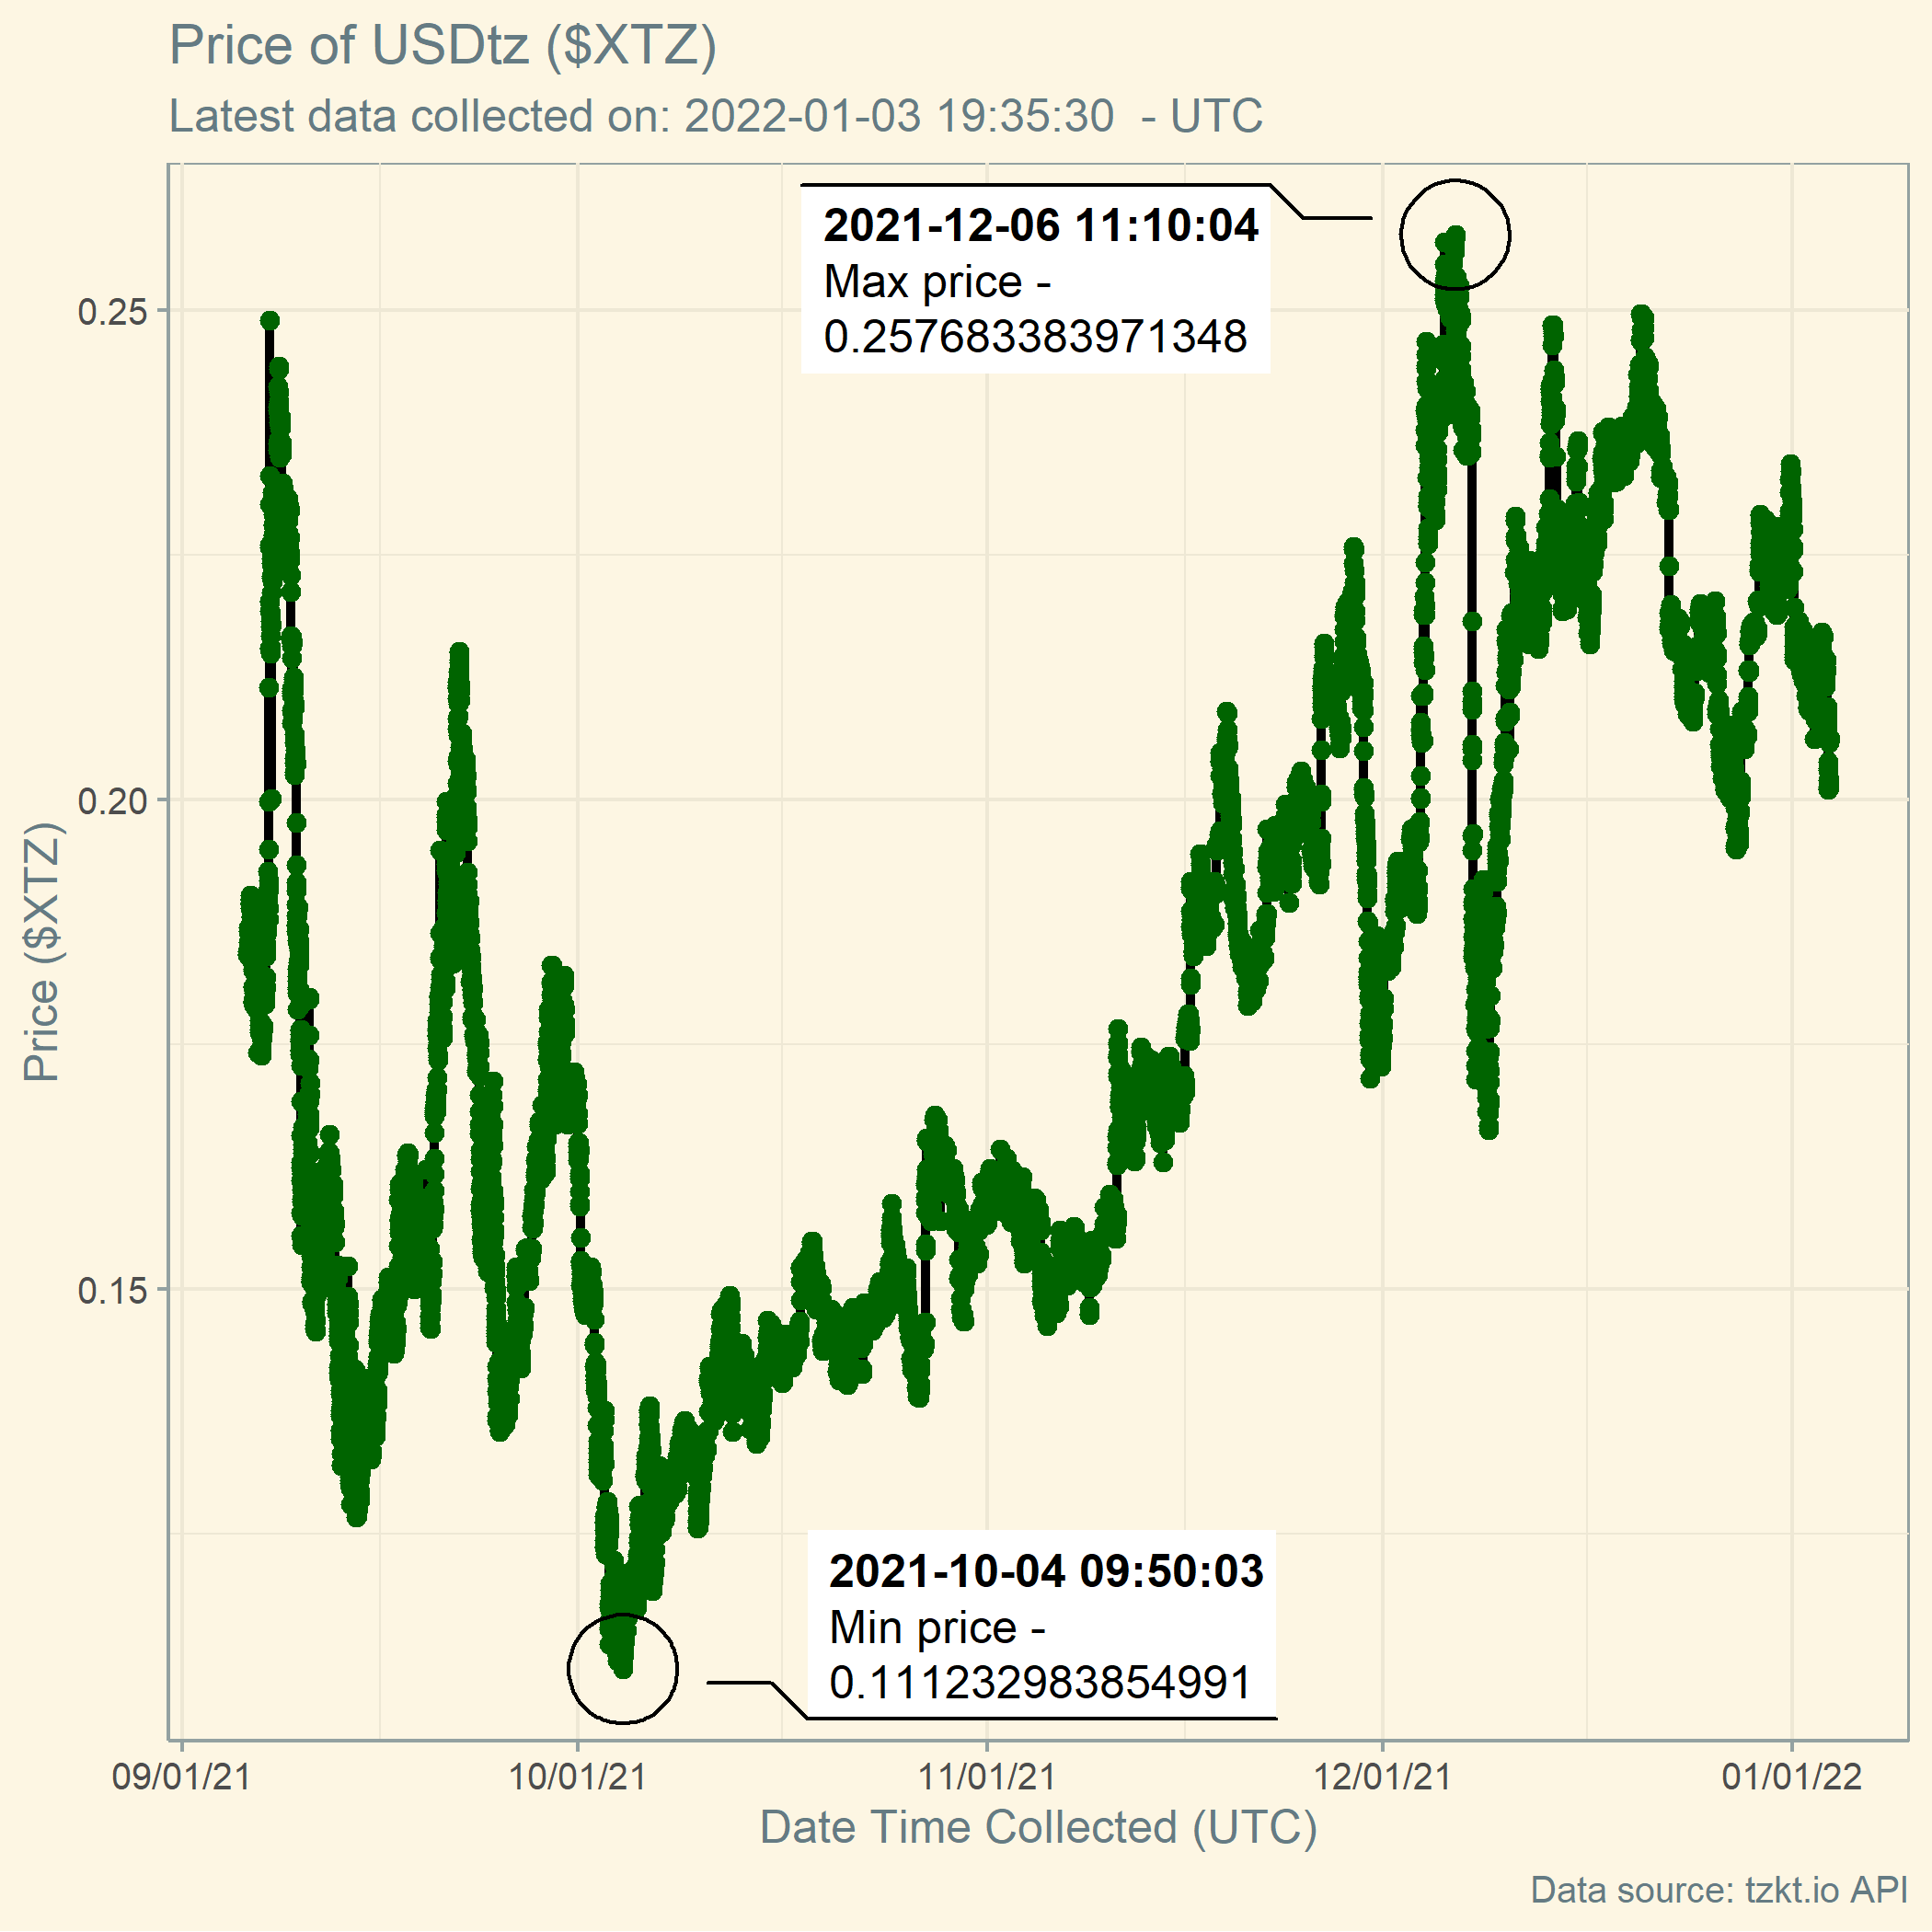 Price of USDtz ($XTZ)
Latest data collected on: 2022-01-03 19:35:30  - UTC
2021-12-06 11:10:04
Max price -
0.257683383971348
0.25
0.20
0.15
Price ($XTZ)
2021-10-04 09:50:03
Min price -
0.111232983854991
09/01/21
10/01/21
11/01/21
12/01/21
01/01/22
Date Time Collected (UTC)
Data source: tzkt.io API